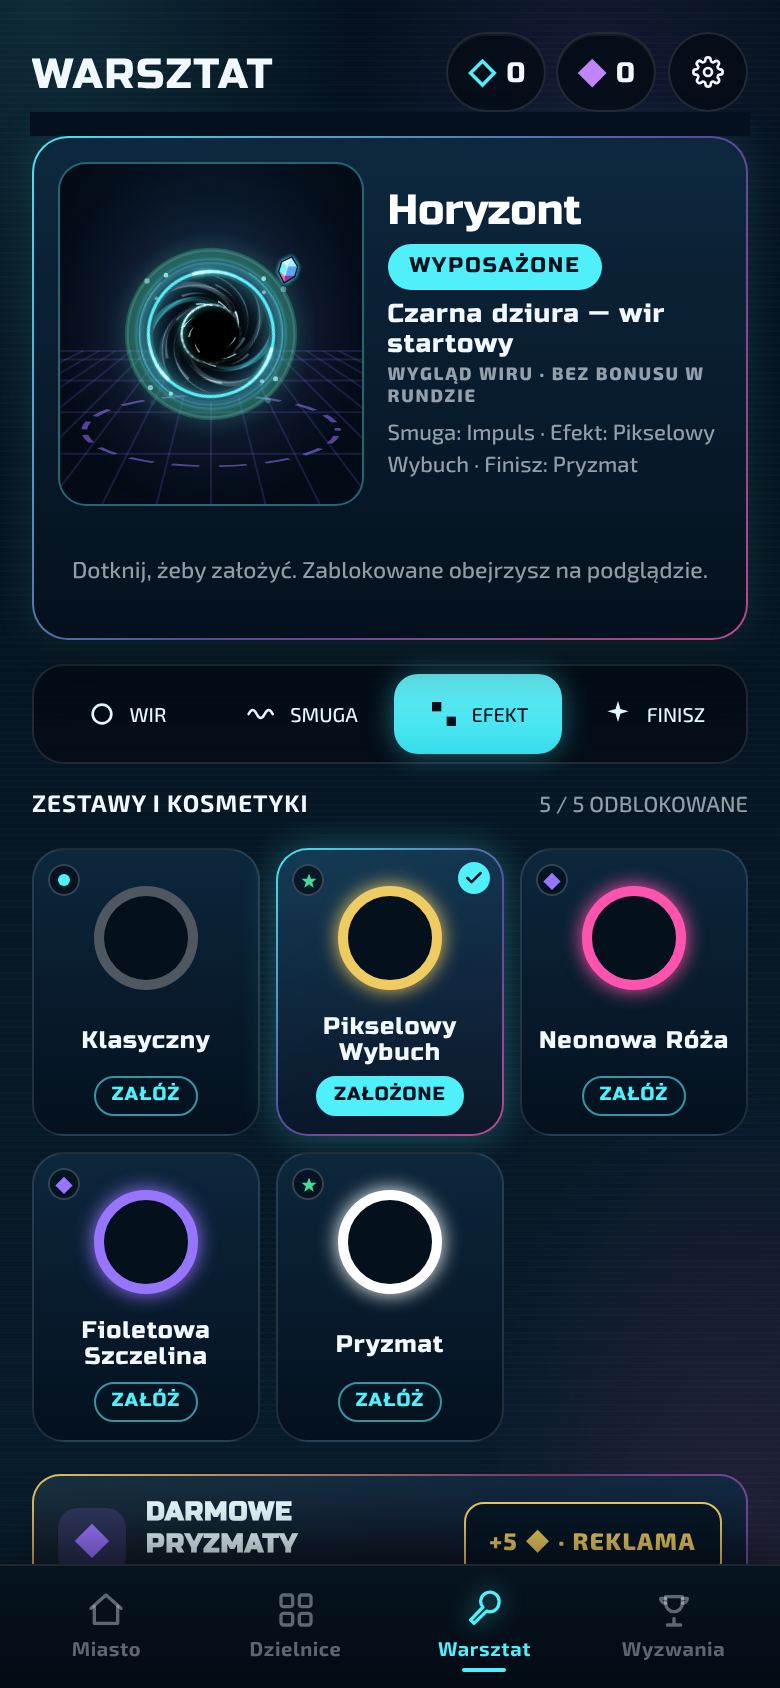 WARSZTAT
0
0
Horyzont
WYPOSAŻONE
Czarna dziura — wir
startowy
WYGLĄD WIRU · BEZ BONUSU W
RUNDZIE
Smuga: Impuls · Efekt: Pikselowy
Wybuch · Finisz: Pryzmat
Dotknij, żeby założyć. Zablokowane obejrzysz na podglądzie.
WIR
SMUGA
EFEKT
FINISZ
ZESTAWY I KOSMETYKI
5 / 5 ODBLOKOWANE
Klasyczny
ZAŁÓŻ
Pikselowy
Wybuch
ZAŁOŻONE
Neonowa Róża
ZAŁÓŻ
Fioletowa
Szczelina
ZAŁÓŻ
Pryzmat
ZAŁÓŻ
DARMOWE
PRYZMATY
+5 · REKLAMA
Miasto
Dzielnice
Warsztat
Wyzwania